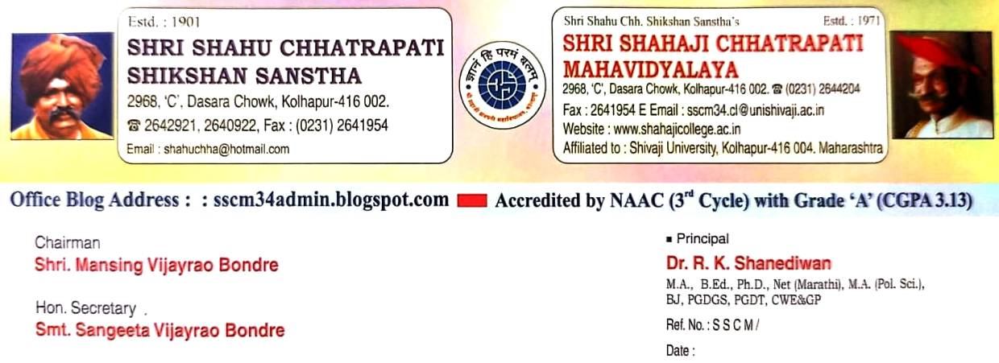 Estd. : 1901
SHRI SHAHU CHHATRAPATI
SHIKSHAN SANSTHA
2968, ‘C’, Dasara Chowk, Kolhapur-416 002.
☎ 2642921, 2640922, Fax : (0231) 2641954
Email : shahuchha@hotmail.com
ज्ञानं हि परमं बलम्
Shri Shahu Chh. Shikshan Sanstha's Estd. : 1971
SHRI SHAHAJI CHHATRAPATI
MAHAVIDYALAYA
2968, ‘C’, Dasara Chowk, Kolhapur-416 002. ☎ (0231) 2644204
Fax : 2641954 E Email : sscm34.cl@unishivaji.ac.in
Website : www.shahajicollege.ac.in
Affiliated to : Shivaji University, Kolhapur-416 004. Maharashtra
Office Blog Address : : sscm34admin.blogspot.com Accredited by NAAC (3rd Cycle) with Grade ‘A’ (CGPA 3.13)
Chairman
Shri. Mansing Vijayrao Bondre
Hon. Secretary .
Smt. Sangeeta Vijayrao Bondre
▪ Principal
Dr. R. K. Shanediwan
M.A., B.Ed., Ph.D., Net (Marathi), M.A. (Pol. Sci.),
BJ, PGDGS, PGDT, CWE&GP
Ref. No. : S S C M /
Date :